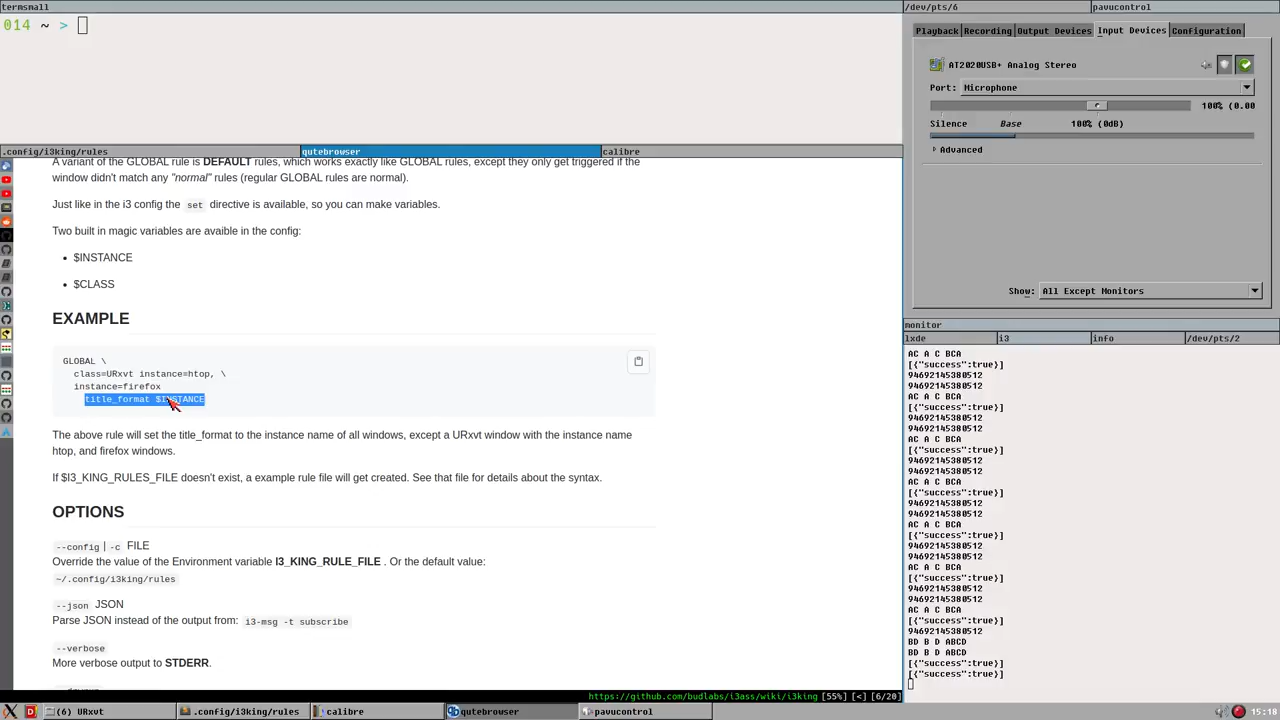 termsmall
014 ~ >
.config/i3king/rules
qutebrowser
calibre
A variant of the GLOBAL rule is DEFAULT rules, which works exactly like GLOBAL rules, except they only get triggered if the
window didn't match any "normal" rules (regular GLOBAL rules are normal).
Just like in the i3 config the set directive is available, so you can make variables.
Two built in magic variables are avaible in the config:
• $INSTANCE
• $CLASS
EXAMPLE
GLOBAL \
class=URxvt instance=htop, \
instance=firefox
title_format $INSTANCE
The above rule will set the title_format to the instance name of all windows, except a URxvt window with the instance name
htop, and firefox windows.
If $I3_KING_RULES_FILE doesn't exist, a example rule file will get created. See that file for details about the syntax.
OPTIONS
--config | -c FILE
Override the value of the Environment variable I3_KING_RULE_FILE . Or the default value:
~/.config/i3king/rules
--json JSON
Parse JSON instead of the output from: i3-msg -t subscribe
--verbose
More verbose output to STDERR.
https://github.com/budlabs/i3ass/wiki/i3king [55%] [<] [6/20]
/dev/pts/6
pavucontrol
Playback Recording Output Devices Input Devices Configuration
AT2020USB+ Analog Stereo
Port: Microphone
100% (0.00
Silence Base 100% (0dB)
Advanced
Show: All Except Monitors
monitor
lxde i3 info /dev/pts/2
AC A C BCA
[{"success":true}]
94692145380512
94692145380512
AC A C BCA
[{"success":true}]
94692145380512
94692145380512
AC A C BCA
[{"success":true}]
94692145380512
94692145380512
AC A C BCA
[{"success":true}]
94692145380512
94692145380512
AC A C BCA
[{"success":true}]
94692145380512
94692145380512
AC A C BCA
[{"success":true}]
94692145380512
94692145380512
AC A C BCA
[{"success":true}]
94692145380512
BD B D ABCD
BD B D ABCD
[{"success":true}]
[{"success":true}]
(6) URxvt
.config/i3king/rules
calibre
qutebrowser
pavucontrol
15:18